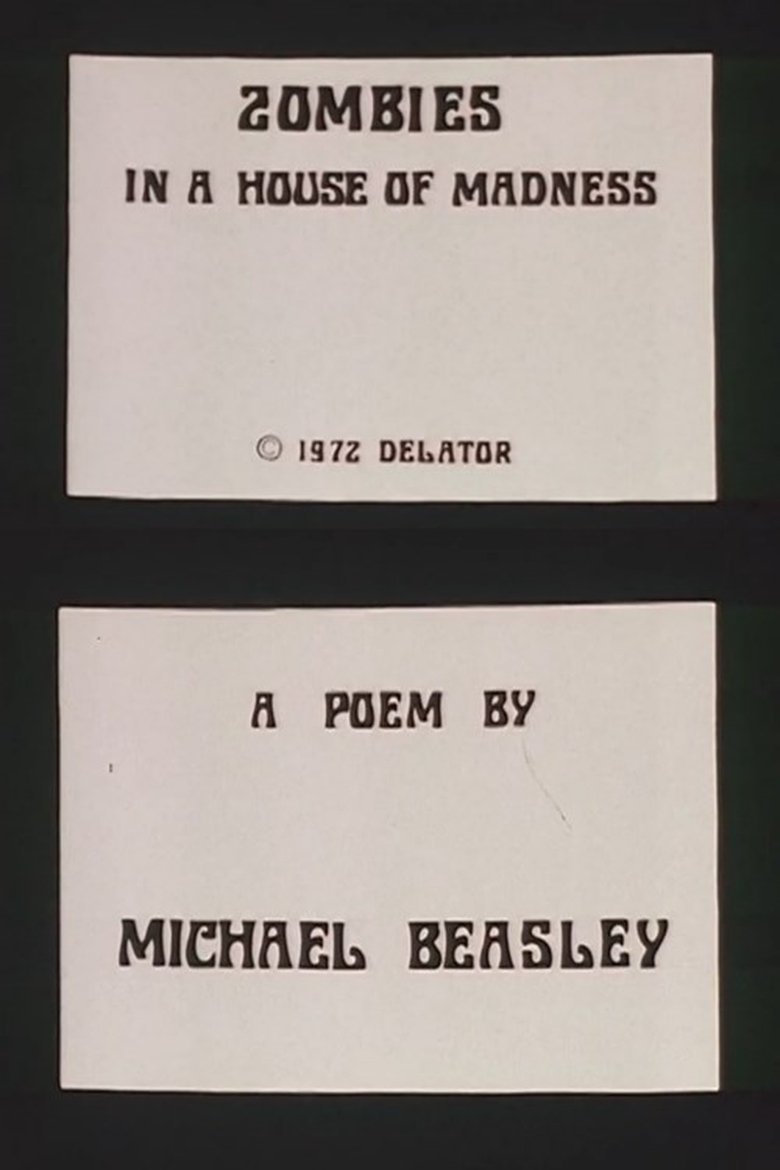 ZOMBIES
IN A HOUSE OF MADNESS
© 1972 DELATOR
A POEM BY
MICHAEL BEASLEY